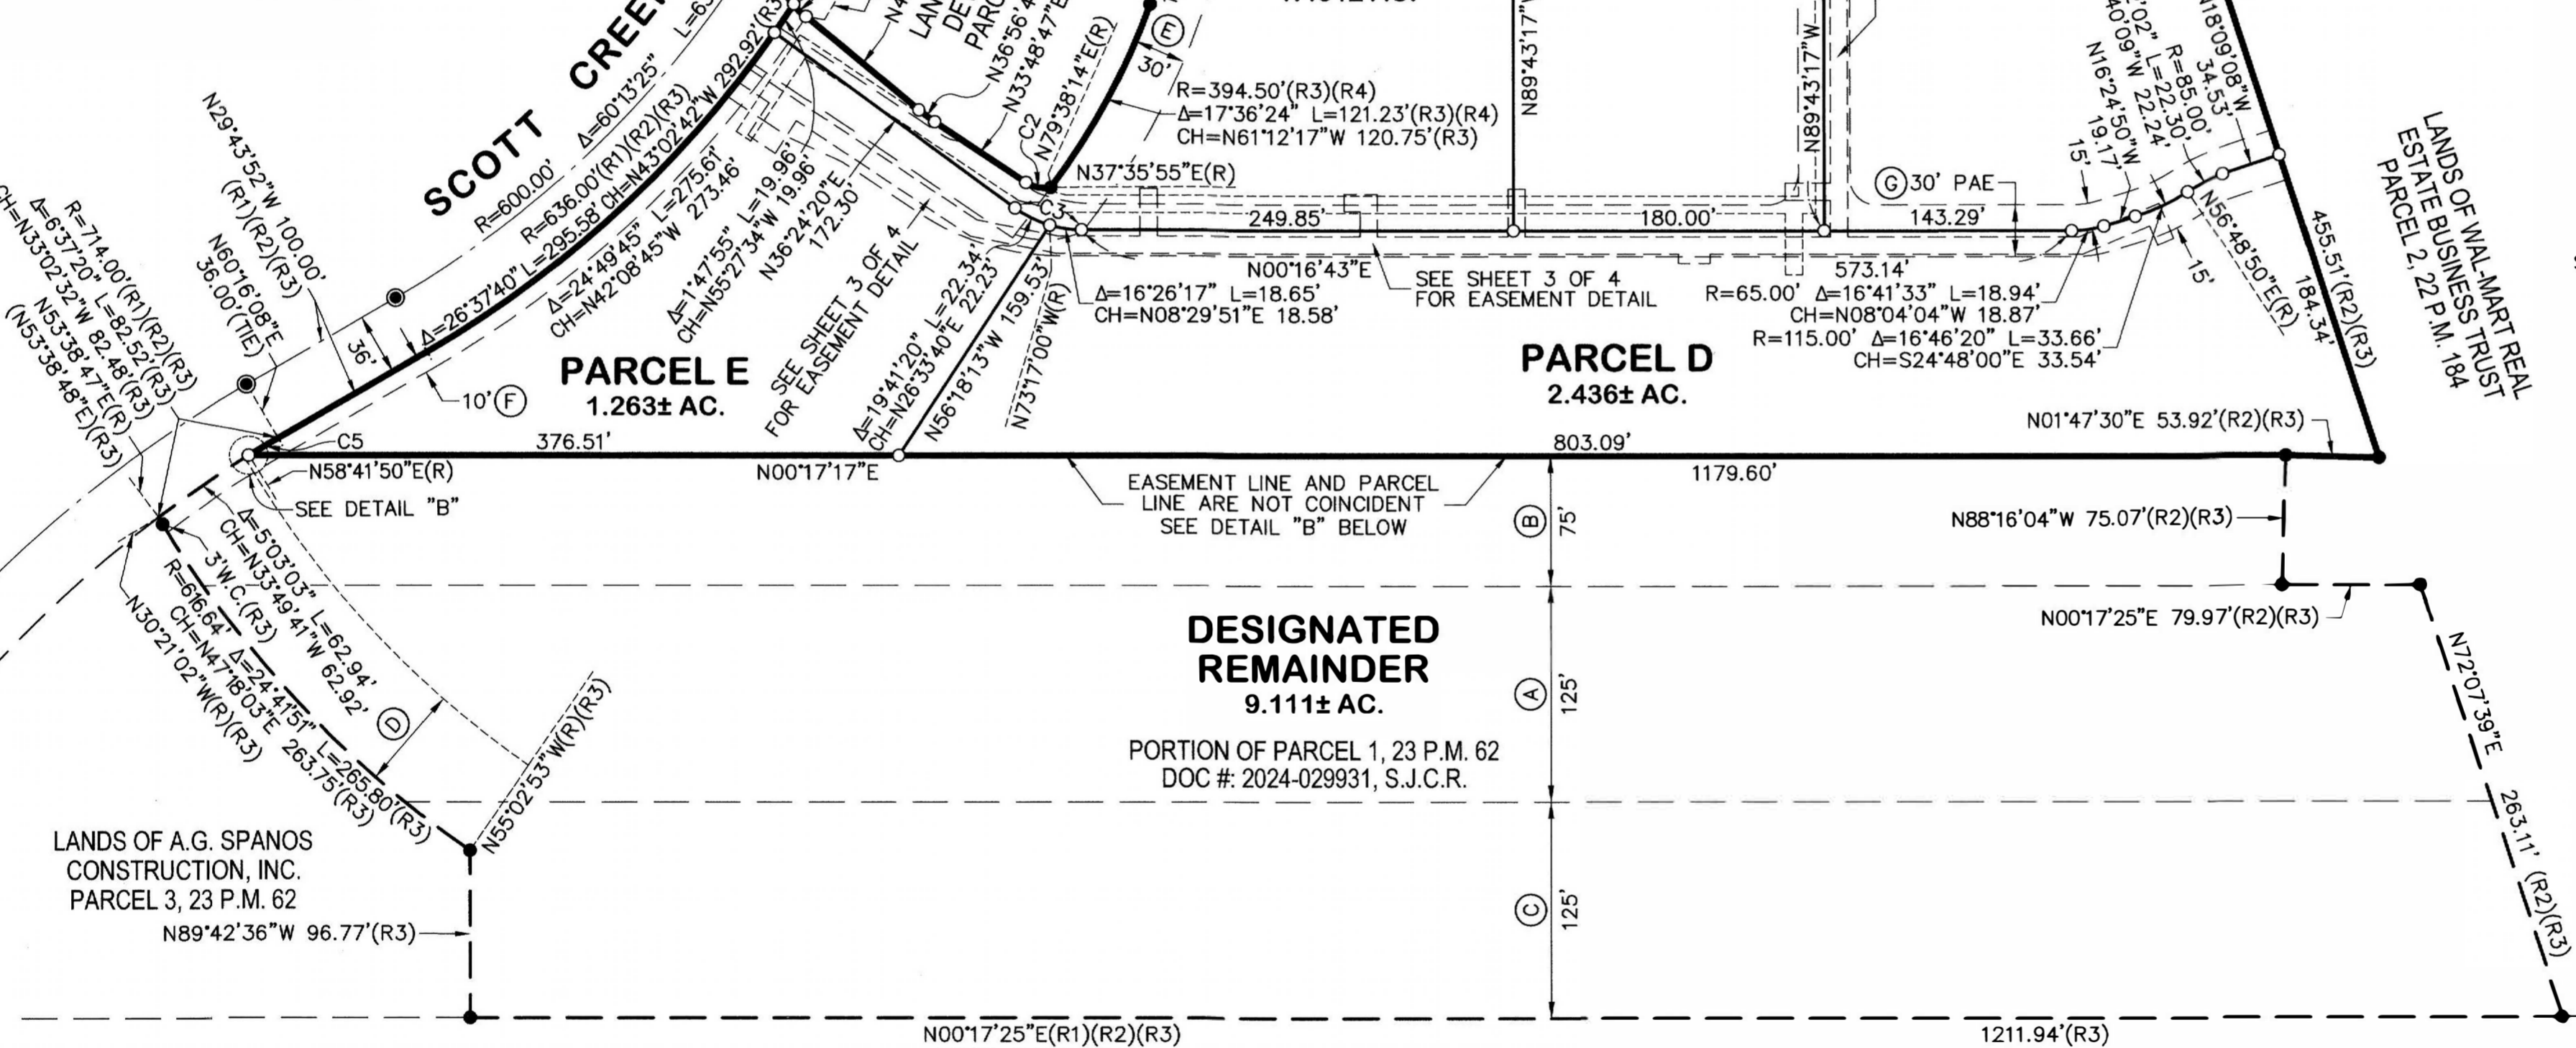 SCOTT CREEK
L=63
Δ=60°13'25"
R=600.00'
R=636.00'(R1)(R2)(R3)
CH=N43°02'42"W 292.92'(R3)
Δ=26°37'40" L=295.58'
Δ=24°49'45" L=275.61'
CH=N42°08'45"W 273.46'
Δ=1°47'55" L=19.96'
CH=N55°27'34"W 19.96'
N36°24'20"E
172.30'
LAN
DE
PARC
N4
N36°56'4
N33°48'47"E
C2
N79°38'14"E(R)
E
30'
R=394.50'(R3)(R4)
Δ=17°36'24" L=121.23'(R3)(R4)
CH=N61°12'17"W 120.75'(R3)
N37°35'55"E(R)
N89°43'17"W
N89°43'17"W
G 30' PAE
15'
40'09"W 22.24'
'02" L=22.30'
R=85.00'
N16°24'50"W
19.17'
N18°09'08"W
34.53'
N56°48'50"E(R)
15'
455.51'(R2)(R3)
184.34'
LANDS OF WAL-MART REAL
ESTATE BUSINESS TRUST
PARCEL 2, 22 P.M. 184
C3
249.85'
180.00'
143.29'
N00°16'43"E
573.14'
SEE SHEET 3 OF 4
FOR EASEMENT DETAIL
Δ=16°26'17" L=18.65'
CH=N08°29'51"E 18.58'
R=65.00' Δ=16°41'33" L=18.94'
CH=N08°04'04"W 18.87'
R=115.00' Δ=16°46'20" L=33.66'
CH=S24°48'00"E 33.54'
SEE SHEET 3 OF 4
FOR EASEMENT DETAIL
Δ=19°41'20" L=22.34'
CH=N26°33'40"E 22.23'
N56°18'13"W 159.53'
N73°17'00"W(R)
PARCEL E
1.263± AC.
PARCEL D
2.436± AC.
N29°43'52"W 100.00'
(R1)(R2)(R3)
N60°16'08"E
36.00'(TIE)
36'
10' F
R=714.00'(R1)(R2)(R3)
Δ=6°37'20" L=82.52'(R3)
CH=N33°02'32"W 82.48'(R3)
N53°38'47"E(R)
(N53°38'48"E)(R3)
C5
376.51'
N00°17'17"E
803.09'
1179.60'
N01°47'30"E 53.92'(R2)(R3)
N58°41'50"E(R)
SEE DETAIL "B"
EASEMENT LINE AND PARCEL
LINE ARE NOT COINCIDENT
SEE DETAIL "B" BELOW
B
75'
N88°16'04"W 75.07'(R2)(R3)
N00°17'25"E 79.97'(R2)(R3)
Δ=5°03'03" L=62.94'
CH=N33°49'41"W 62.92'
3'W.C.(R3)
R=616.64' Δ=24°41'51" L=265.80'(R3)
CH=N47°18'03"E 263.75'(R3)
N30°21'02"W(R)(R3)
D
N55°02'53"W(R)(R3)
DESIGNATED
REMAINDER
9.111± AC.
PORTION OF PARCEL 1, 23 P.M. 62
DOC #: 2024-029931, S.J.C.R.
A
125'
C
125'
N72°07'39"E 263.11' (R2)(R3)
LANDS OF A.G. SPANOS
CONSTRUCTION, INC.
PARCEL 3, 23 P.M. 62
N89°42'36"W 96.77'(R3)
N00°17'25"E(R1)(R2)(R3)
1211.94'(R3)